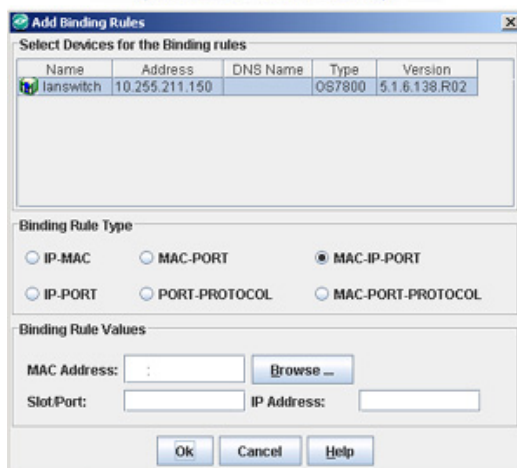 Add Binding Rules
Select Devices for the Binding rules
Name Address DNS Name Type Version
lanswitch 10.255.211.150 OS7800 5.1.6.138.R02
Binding Rule Type
IP-MAC MAC-PORT MAC-IP-PORT
IP-PORT PORT-PROTOCOL MAC-PORT-PROTOCOL
Binding Rule Values
MAC Address: : Browse ...
Slot/Port: IP Address:
Ok Cancel Help